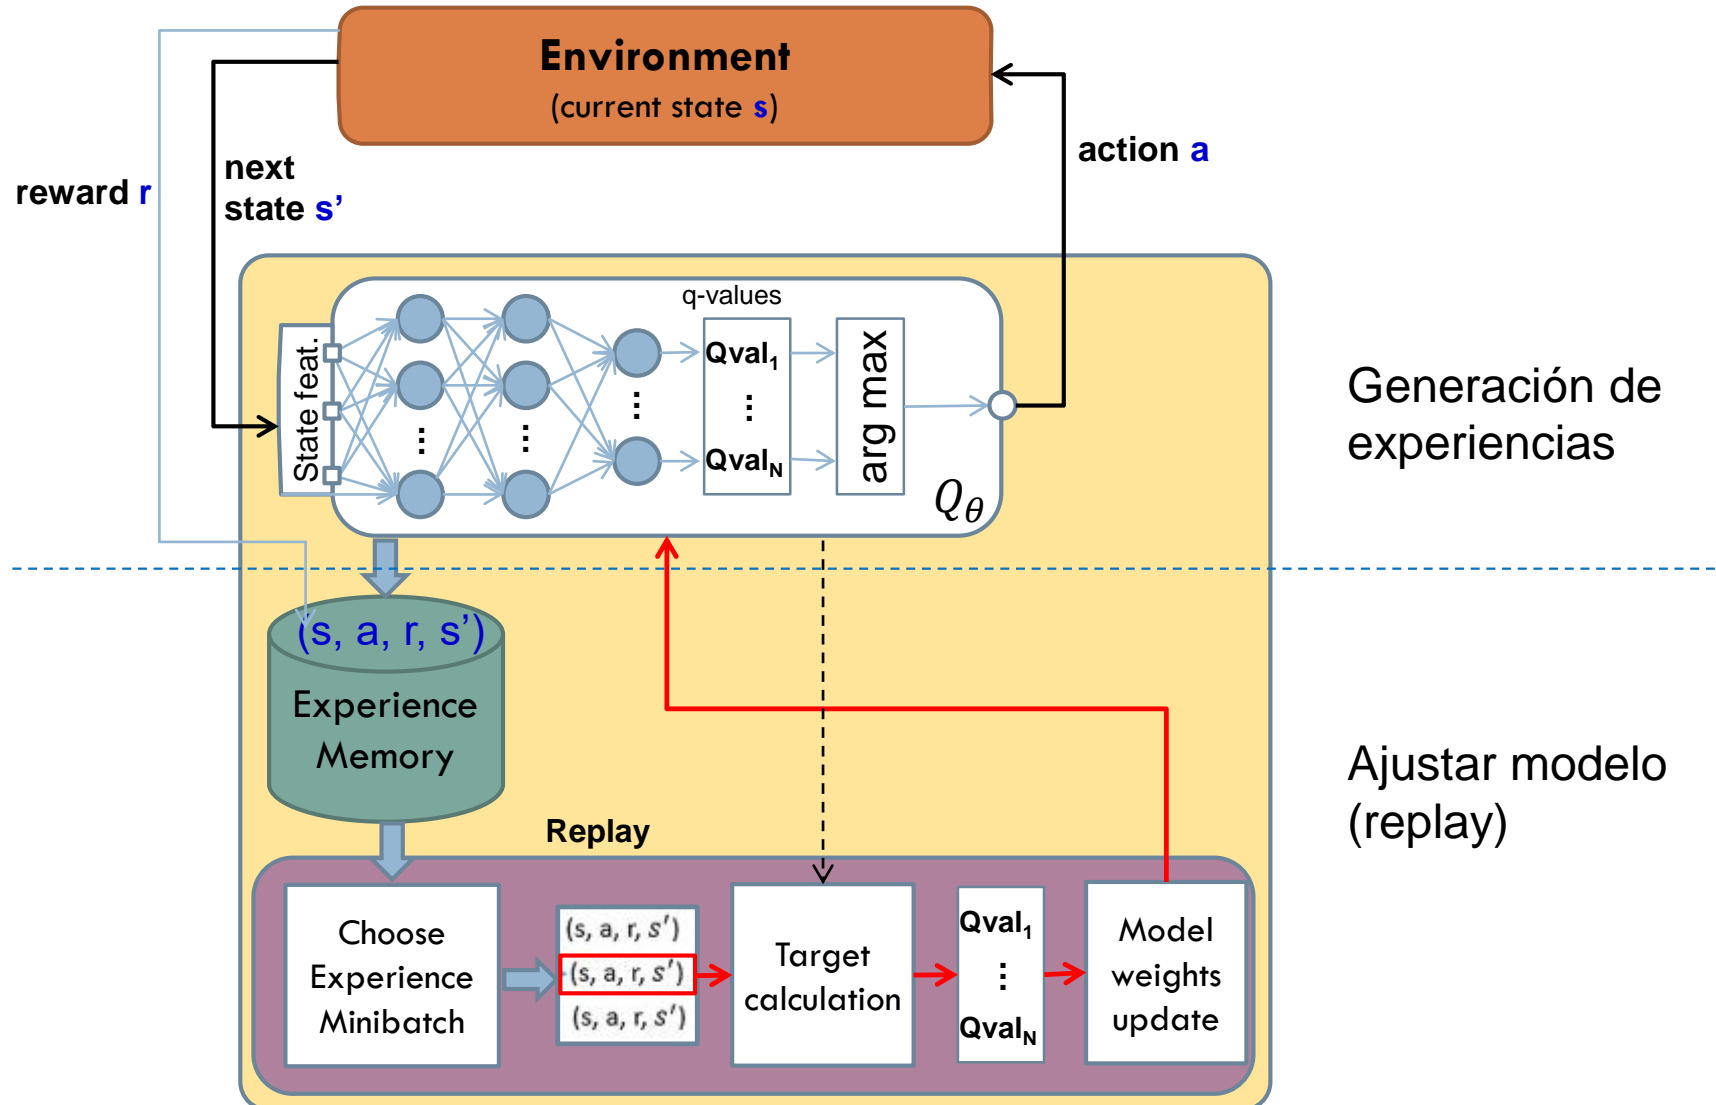 Environment
(current state s)
action a
next
state s’
reward r
q-values
State feat.
Qval1
⋮
QvalN
arg max
Qθ
⋮
⋮
⋮
Generación de
experiencias
(s, a, r, s’)
Experience
Memory
Ajustar modelo
(replay)
Replay
Choose
Experience
Minibatch
(s, a, r, s′)
(s, a, r, s′)
(s, a, r, s′)
Target
calculation
Qval1
⋮
QvalN
Model
weights
update